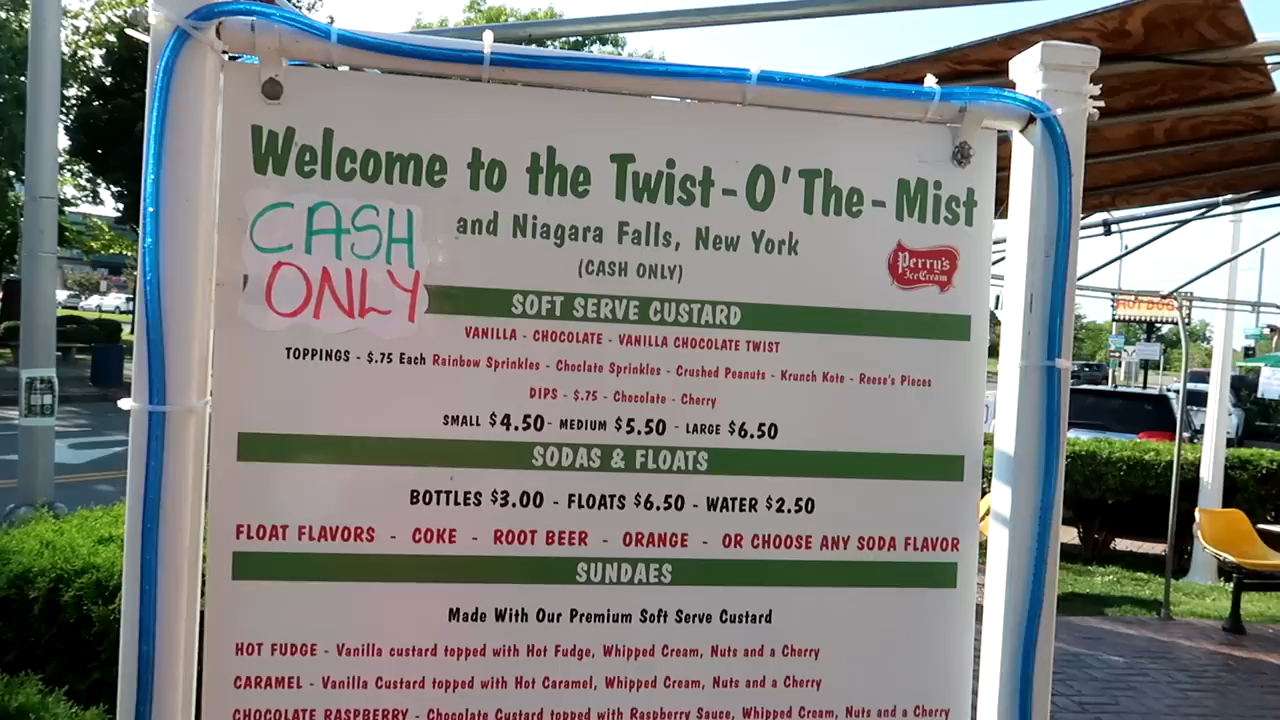 Welcome to the Twist-O'The-Mist
CASH
ONLY
and Niagara Falls, New York
(CASH ONLY)
Perry's
Ice Cream
SOFT SERVE CUSTARD
VANILLA - CHOCOLATE - VANILLA CHOCOLATE TWIST
TOPPINGS - $.75 Each Rainbow Sprinkles - Choclate Sprinkles - Crushed Peanuts - Krunch Kote - Reese's Pieces
DIPS - $.75 - Chocolate - Cherry
SMALL $4.50 - MEDIUM $5.50 - LARGE $6.50
SODAS & FLOATS
BOTTLES $3.00 - FLOATS $6.50 - WATER $2.50
FLOAT FLAVORS - COKE - ROOT BEER - ORANGE - OR CHOOSE ANY SODA FLAVOR
SUNDAES
Made With Our Premium Soft Serve Custard
HOT FUDGE - Vanilla custard topped with Hot Fudge, Whipped Cream, Nuts and a Cherry
CARAMEL - Vanilla Custard topped with Hot Caramel, Whipped Cream, Nuts and a Cherry
CHOCOLATE RASPBERRY - Chocolate Custard topped with Raspberry Sauce, Whipped Cream, Nuts and a Cherry
HOT DOG